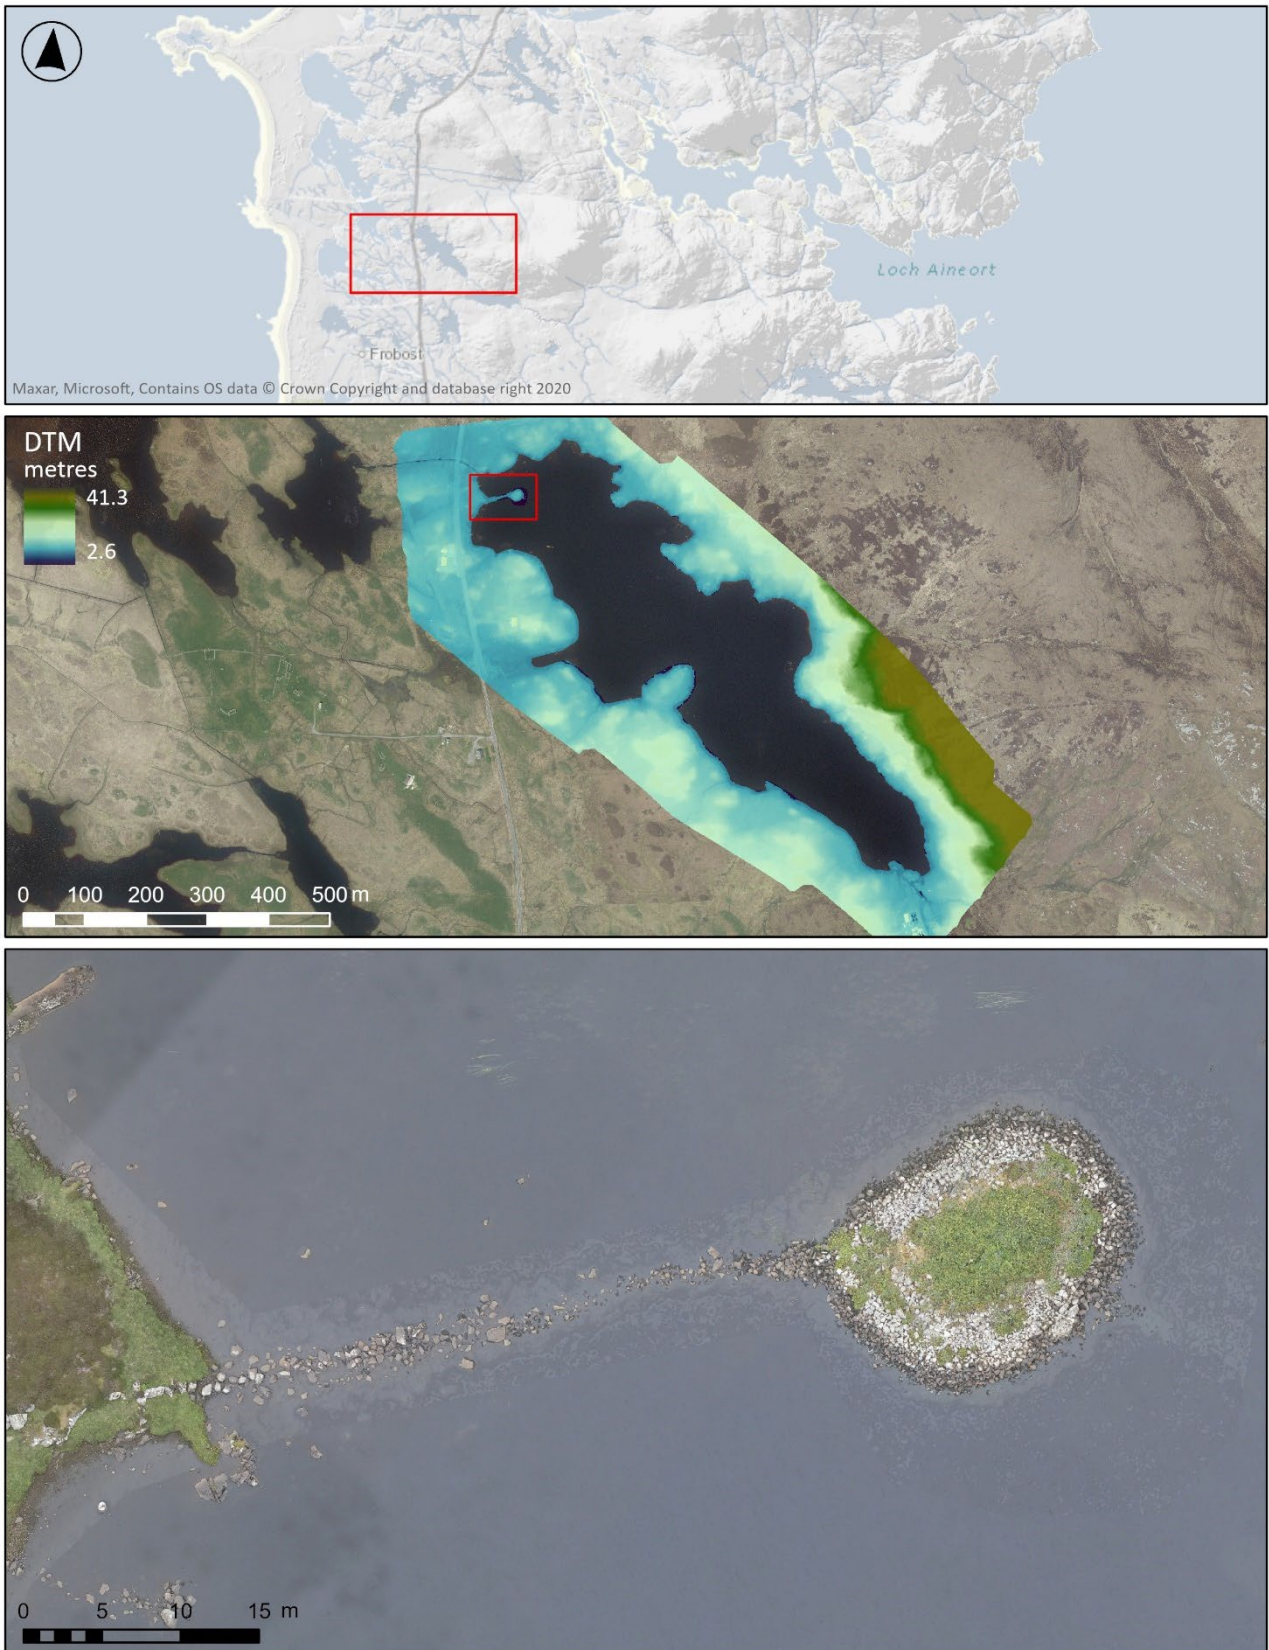 Loch Aineort
Frobost
Maxar, Microsoft, Contains OS data © Crown Copyright and database right 2020
DTM
metres
41.3
2.6
0 100 200 300 400 500 m
0 5 10 15 m